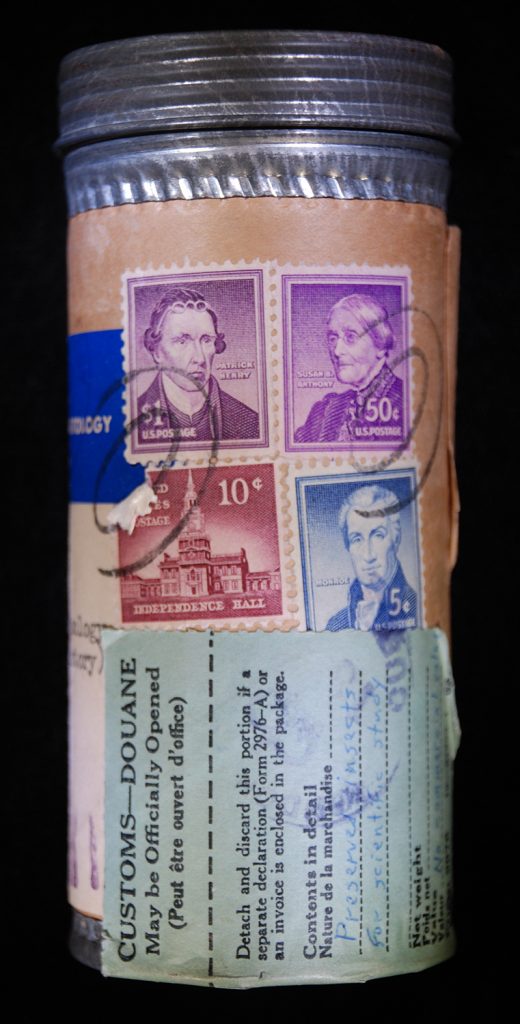 PATRICK
HENRY
$1
U.S. POSTAGE
SUSAN B.
ANTHONY
50¢
U.S. POSTAGE
10¢
POSTAGE
INDEPENDENCE HALL
MONROE
5¢
U.S. POSTAGE
CUSTOMS—DOUANE
May be Officially Opened
(Peut être ouvert d'office)
Detach and discard this portion if a
separate declaration (Form 2976-A) or
an invoice is enclosed in the package.
Contents in detail
Nature de la marchandise
Preserved insects
for scientific study
Net weight
Poids net
Value
Valeur